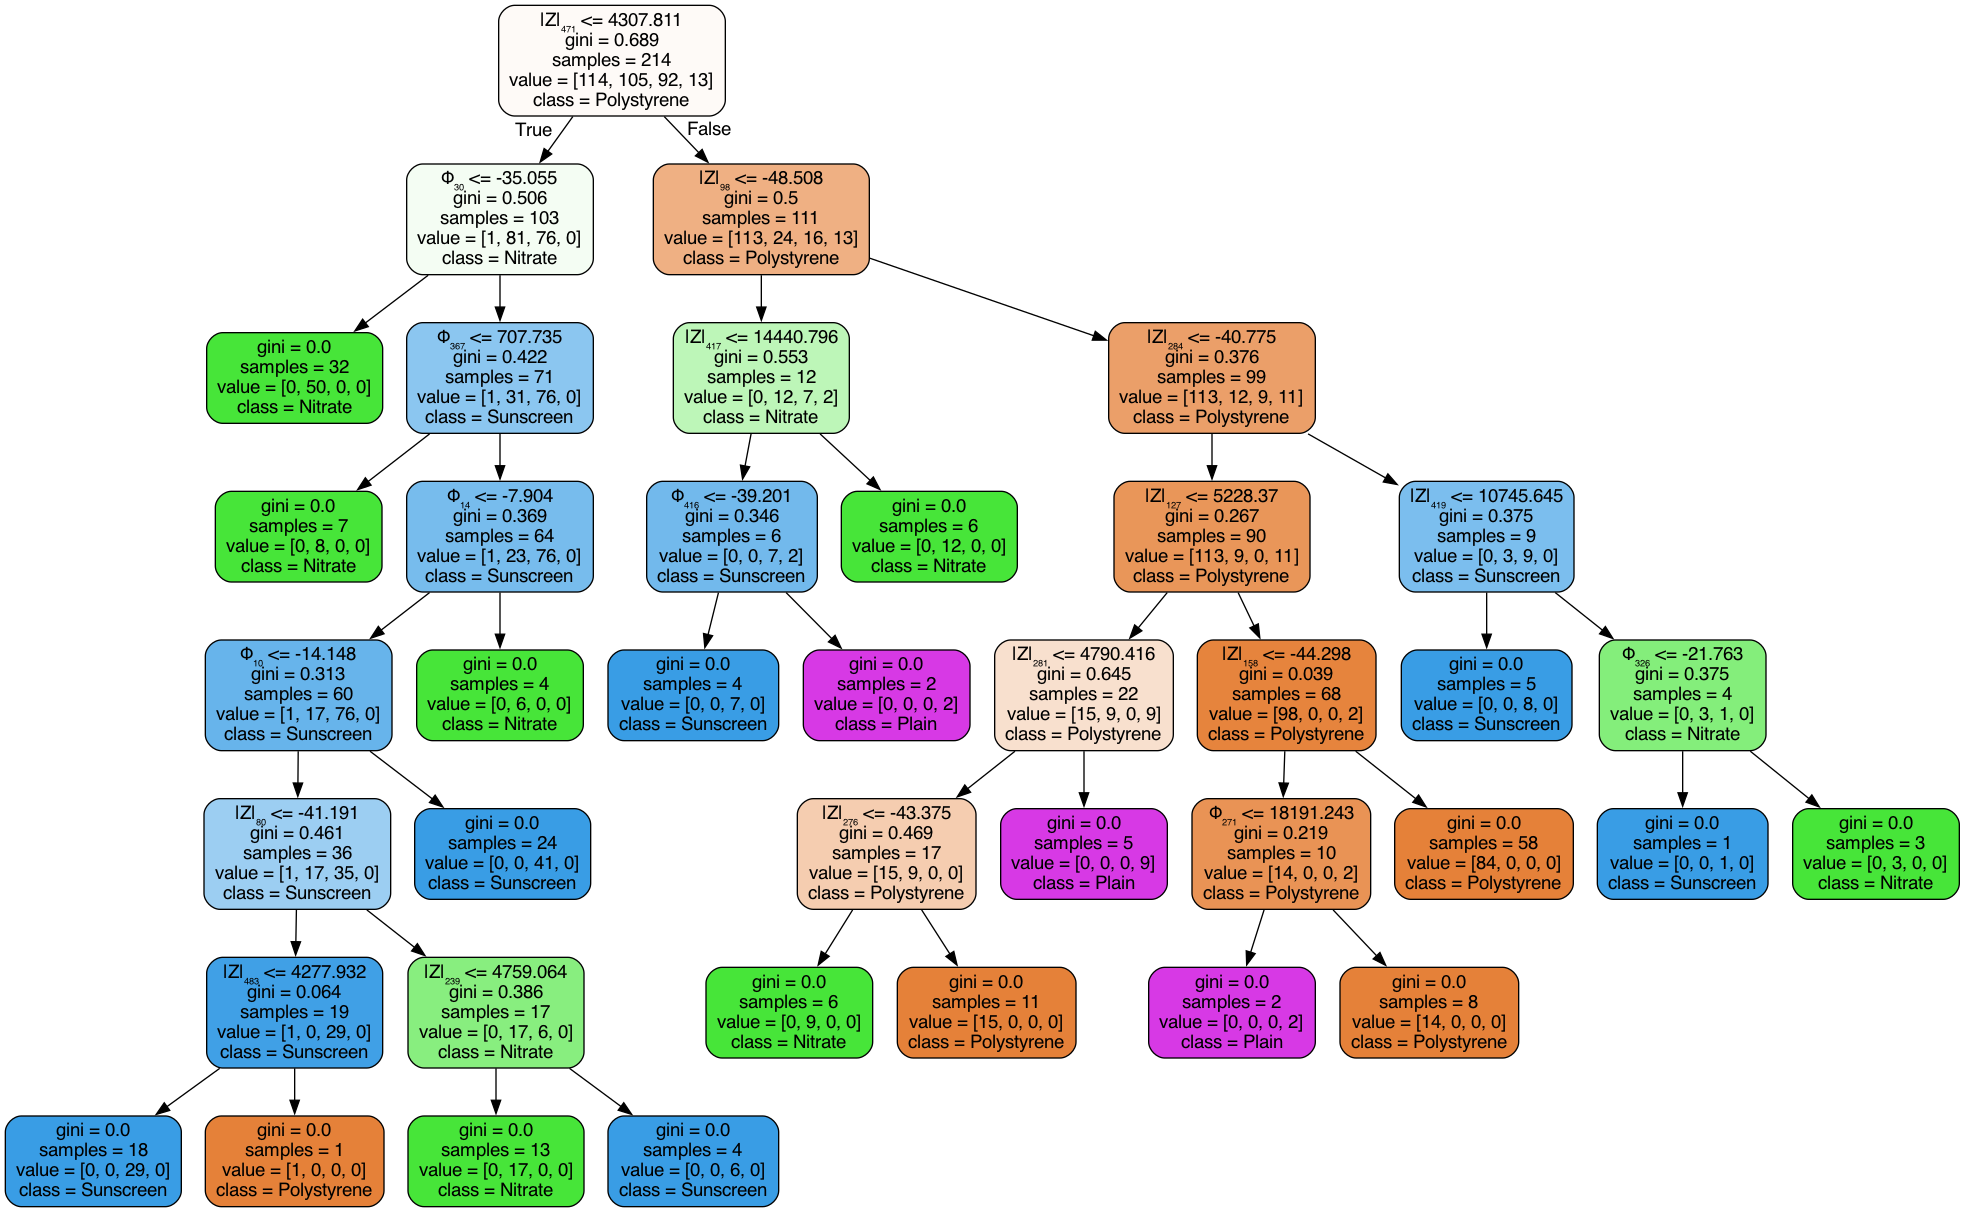 |Z|471 <= 4307.811
gini = 0.689
samples = 214
value = [114, 105, 92, 13]
class = Polystyrene
True
False
Φ30 <= -35.055
gini = 0.506
samples = 103
value = [1, 81, 76, 0]
class = Nitrate
|Z|98 <= -48.508
gini = 0.5
samples = 111
value = [113, 24, 16, 13]
class = Polystyrene
gini = 0.0
samples = 32
value = [0, 50, 0, 0]
class = Nitrate
Φ367 <= 707.735
gini = 0.422
samples = 71
value = [1, 31, 76, 0]
class = Sunscreen
|Z|417 <= 14440.796
gini = 0.553
samples = 12
value = [0, 12, 7, 2]
class = Nitrate
|Z|284 <= -40.775
gini = 0.376
samples = 99
value = [113, 12, 9, 11]
class = Polystyrene
gini = 0.0
samples = 7
value = [0, 8, 0, 0]
class = Nitrate
Φ14 <= -7.904
gini = 0.369
samples = 64
value = [1, 23, 76, 0]
class = Sunscreen
Φ416 <= -39.201
gini = 0.346
samples = 6
value = [0, 0, 7, 2]
class = Sunscreen
gini = 0.0
samples = 6
value = [0, 12, 0, 0]
class = Nitrate
|Z|127 <= 5228.37
gini = 0.267
samples = 90
value = [113, 9, 0, 11]
class = Polystyrene
|Z|419 <= 10745.645
gini = 0.375
samples = 9
value = [0, 3, 9, 0]
class = Sunscreen
Φ10 <= -14.148
gini = 0.313
samples = 60
value = [1, 17, 76, 0]
class = Sunscreen
gini = 0.0
samples = 4
value = [0, 6, 0, 0]
class = Nitrate
gini = 0.0
samples = 4
value = [0, 0, 7, 0]
class = Sunscreen
gini = 0.0
samples = 2
value = [0, 0, 0, 2]
class = Plain
|Z|281 <= 4790.416
gini = 0.645
samples = 22
value = [15, 9, 0, 9]
class = Polystyrene
|Z|158 <= -44.298
gini = 0.039
samples = 68
value = [98, 0, 0, 2]
class = Polystyrene
gini = 0.0
samples = 5
value = [0, 0, 8, 0]
class = Sunscreen
Φ326 <= -21.763
gini = 0.375
samples = 4
value = [0, 3, 1, 0]
class = Nitrate
|Z|80 <= -41.191
gini = 0.461
samples = 36
value = [1, 17, 35, 0]
class = Sunscreen
gini = 0.0
samples = 24
value = [0, 0, 41, 0]
class = Sunscreen
|Z|276 <= -43.375
gini = 0.469
samples = 17
value = [15, 9, 0, 0]
class = Polystyrene
gini = 0.0
samples = 5
value = [0, 0, 0, 9]
class = Plain
Φ271 <= 18191.243
gini = 0.219
samples = 10
value = [14, 0, 0, 2]
class = Polystyrene
gini = 0.0
samples = 58
value = [84, 0, 0, 0]
class = Polystyrene
gini = 0.0
samples = 1
value = [0, 0, 1, 0]
class = Sunscreen
gini = 0.0
samples = 3
value = [0, 3, 0, 0]
class = Nitrate
|Z|483 <= 4277.932
gini = 0.064
samples = 19
value = [1, 0, 29, 0]
class = Sunscreen
|Z|239 <= 4759.064
gini = 0.386
samples = 17
value = [0, 17, 6, 0]
class = Nitrate
gini = 0.0
samples = 6
value = [0, 9, 0, 0]
class = Nitrate
gini = 0.0
samples = 11
value = [15, 0, 0, 0]
class = Polystyrene
gini = 0.0
samples = 2
value = [0, 0, 0, 2]
class = Plain
gini = 0.0
samples = 8
value = [14, 0, 0, 0]
class = Polystyrene
gini = 0.0
samples = 18
value = [0, 0, 29, 0]
class = Sunscreen
gini = 0.0
samples = 1
value = [1, 0, 0, 0]
class = Polystyrene
gini = 0.0
samples = 13
value = [0, 17, 0, 0]
class = Nitrate
gini = 0.0
samples = 4
value = [0, 0, 6, 0]
class = Sunscreen